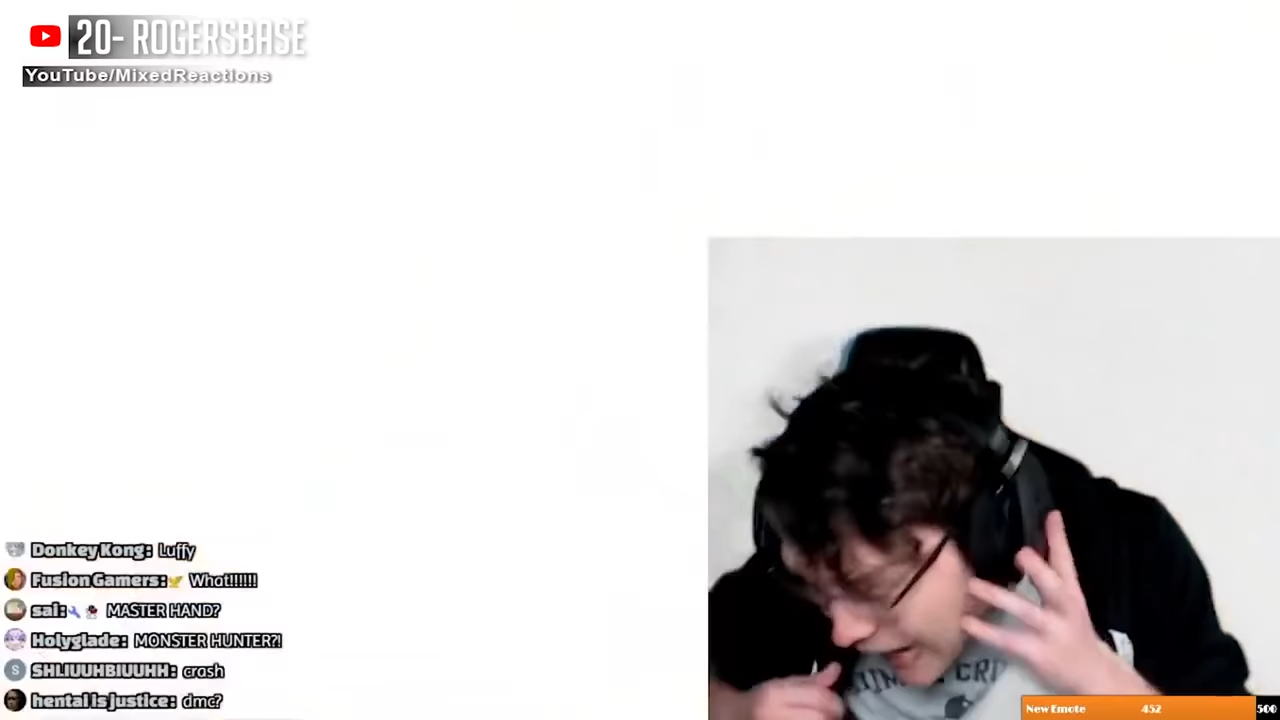 20- ROGERSBASE
YouTube/MixedReactIons
Donkey Kong: Luffy
Fusion Gamers: What!!!!!!
sai: MASTER HAND?
Holyglade: MONSTER HUNTER?!
S SHLIUUHBIUUHH: crash
hentai is justice: dmc?
New Emote 452 500